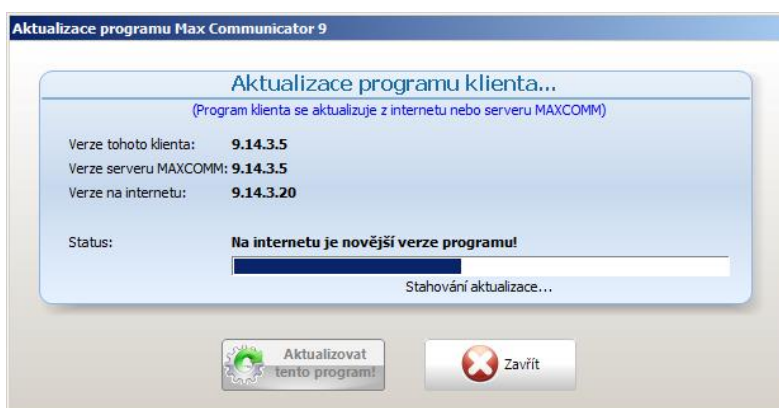 Aktualizace programu Max Communicator 9
Aktualizace programu klienta...
(Program klienta se aktualizuje z internetu nebo serveru MAXCOMM)
Verze tohoto klienta: 9.14.3.5
Verze serveru MAXCOMM: 9.14.3.5
Verze na internetu: 9.14.3.20
Status: Na internetu je novější verze programu!
Stahování aktualizace...
Aktualizovat
tento program!
Zavřít